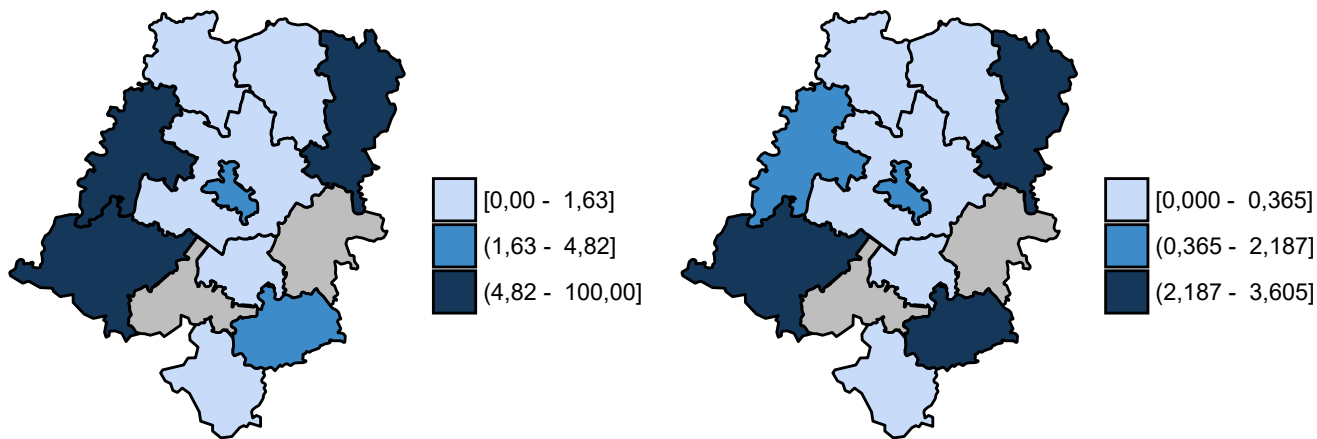 [0,00 - 1,63]
(1,63 - 4,82]
(4,82 - 100,00]
[0,000 - 0,365]
(0,365 - 2,187]
(2,187 - 3,605]